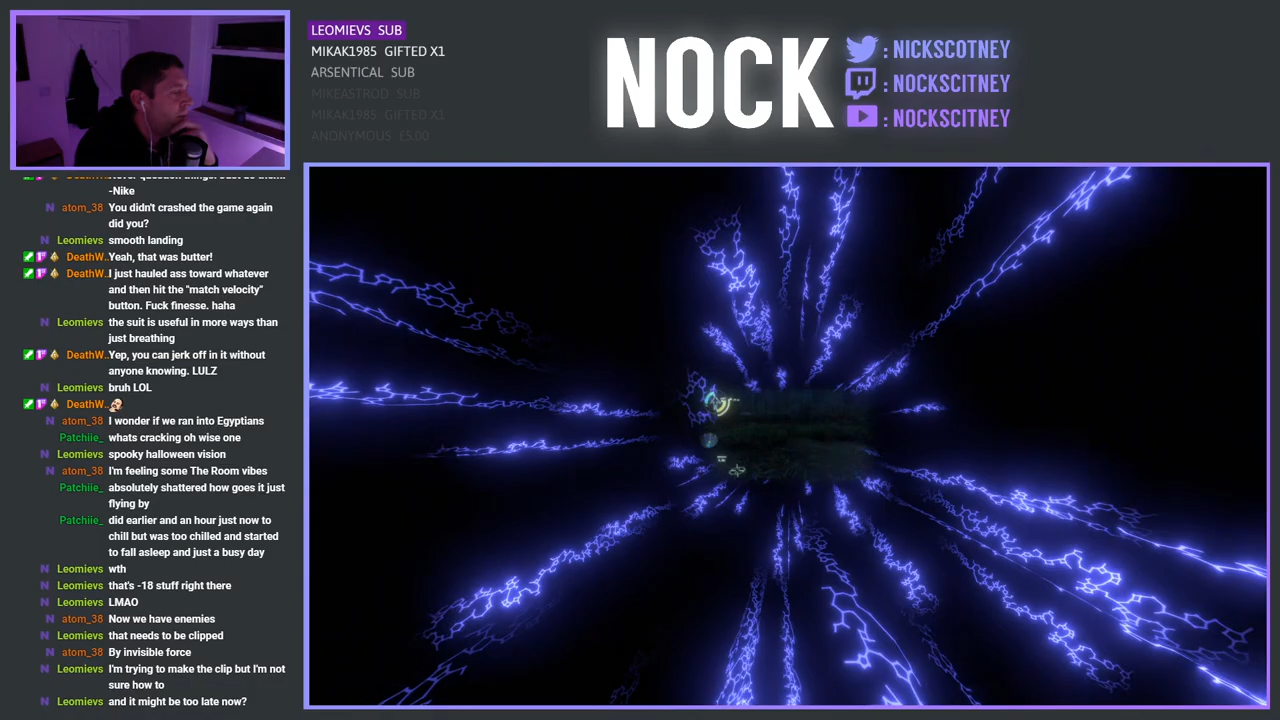 LEOMIEVS SUB
MIKAK1985 GIFTED X1
ARSENTICAL SUB
MIKEASTROD SUB
MIKAK1985 GIFTED X1
ANONYMOUS £5.00
NOCK
: NICKSCOTNEY
: NOCKSCITNEY
: NOCKSCITNEY
-Nike
atom_38 You didn't crashed the game again
did you?
Leomievs smooth landing
DeathW.. Yeah, that was butter!
DeathW.. I just hauled ass toward whatever
and then hit the "match velocity"
button. Fuck finesse. haha
Leomievs the suit is useful in more ways than
just breathing
DeathW.. Yep, you can jerk off in it without
anyone knowing. LULZ
Leomievs bruh LOL
DeathW..
atom_38 I wonder if we ran into Egyptians
Patchiie_ whats cracking oh wise one
Leomievs spooky halloween vision
atom_38 I'm feeling some The Room vibes
Patchiie_ absolutely shattered how goes it just
flying by
Patchiie_ did earlier and an hour just now to
chill but was too chilled and started
to fall asleep and just a busy day
Leomievs wth
Leomievs that's -18 stuff right there
Leomievs LMAO
atom_38 Now we have enemies
Leomievs that needs to be clipped
atom_38 By invisible force
Leomievs I'm trying to make the clip but I'm not
sure how to
Leomievs and it might be too late now?